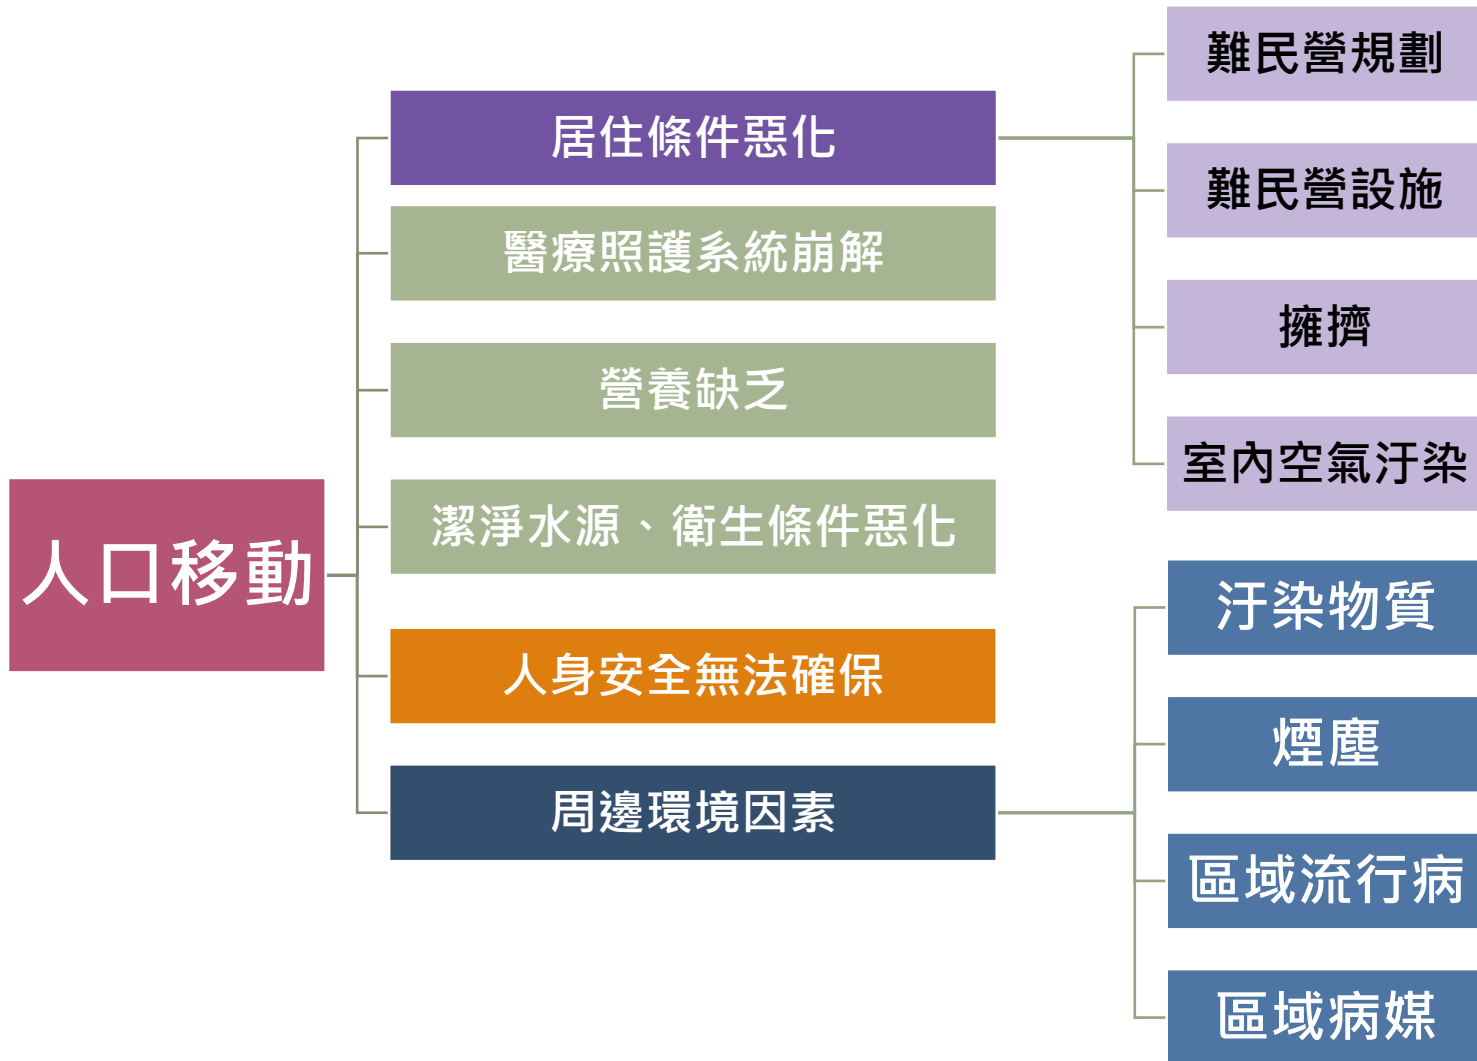 人口移動
居住條件惡化
醫療照護系統崩解
營養缺乏
潔淨水源、衛生條件惡化
人身安全無法確保
周邊環境因素
難民營規劃
難民營設施
擁擠
室內空氣汙染
汙染物質
煙塵
區域流行病
區域病媒